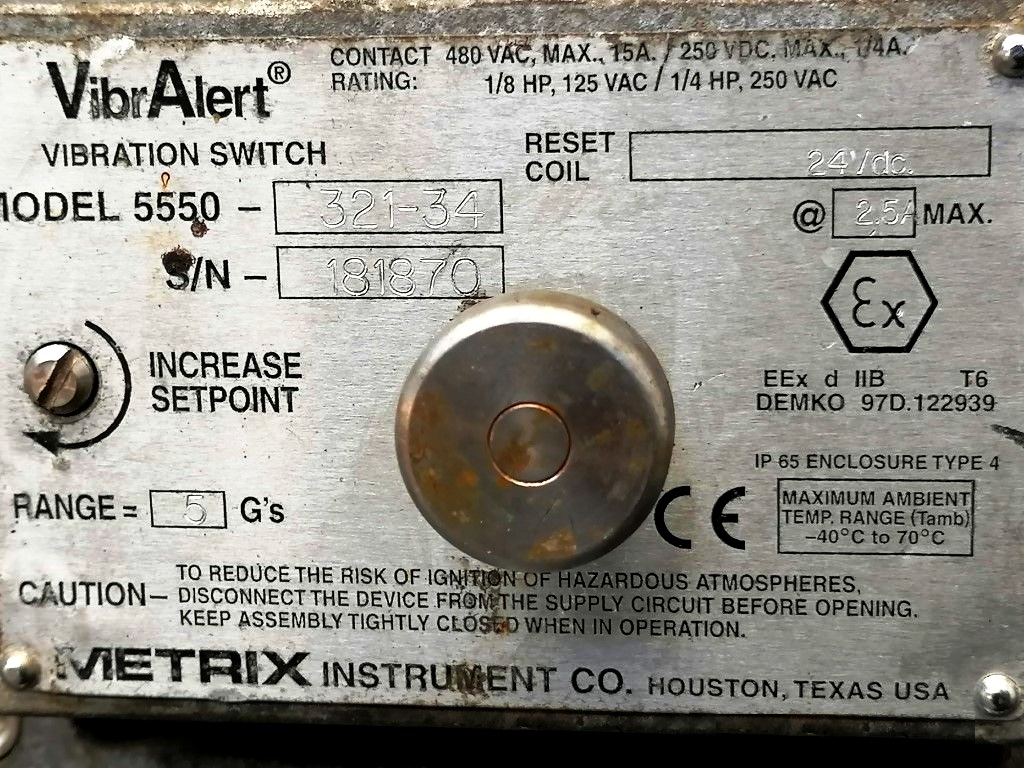 VibrAlert®
CONTACT 480 VAC, MAX., 15A. / 250 VDC. MAX., 1/4A.
RATING: 1/8 HP, 125 VAC / 1/4 HP, 250 VAC
VIBRATION SWITCH
RESET
COIL 24Vdc.
MODEL 5550 – 321-34
@ 2.5A MAX.
S/N – 181870
Ɛx
INCREASE
SETPOINT
EEx d IIB T6
DEMKO 97D.122939
IP 65 ENCLOSURE TYPE 4
RANGE = 5 G's
CE
MAXIMUM AMBIENT
TEMP. RANGE (Tamb)
–40°C to 70°C
CAUTION – TO REDUCE THE RISK OF IGNITION OF HAZARDOUS ATMOSPHERES,
DISCONNECT THE DEVICE FROM THE SUPPLY CIRCUIT BEFORE OPENING.
KEEP ASSEMBLY TIGHTLY CLOSED WHEN IN OPERATION.
METRIX INSTRUMENT CO. HOUSTON, TEXAS USA